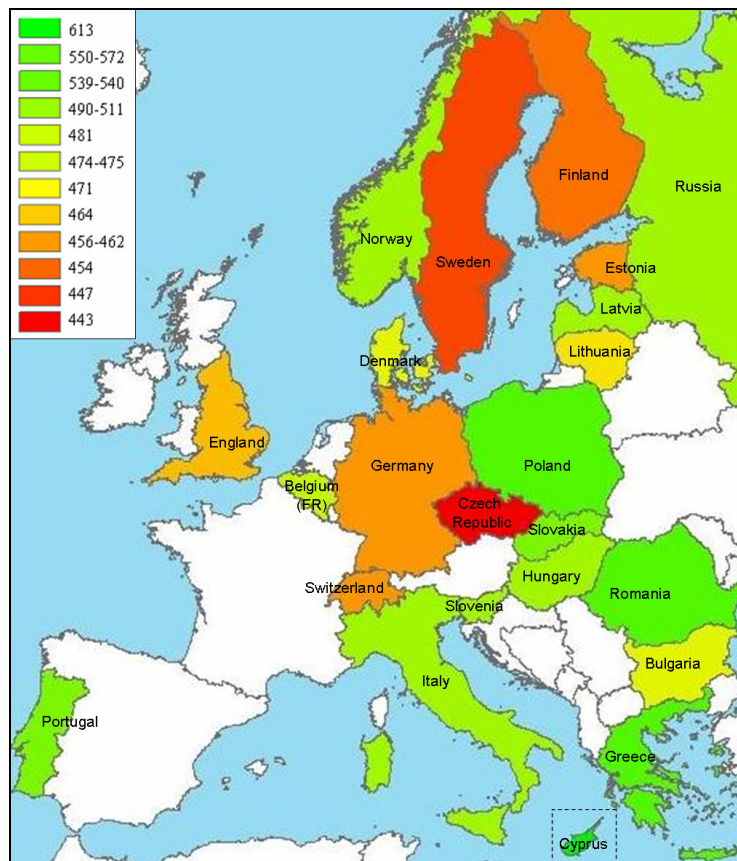 613
550-572
539-540
490-511
481
474-475
471
464
456-462
454
447
443
Finland
Russia
Norway
Sweden
Estonia
Latvia
Lithuania
Denmark
England
Germany
Poland
Belgium
(FR)
Czech
Republic
Slovakia
Hungary
Switzerland
Romania
Slovenia
Bulgaria
Italy
Portugal
Greece
Cyprus